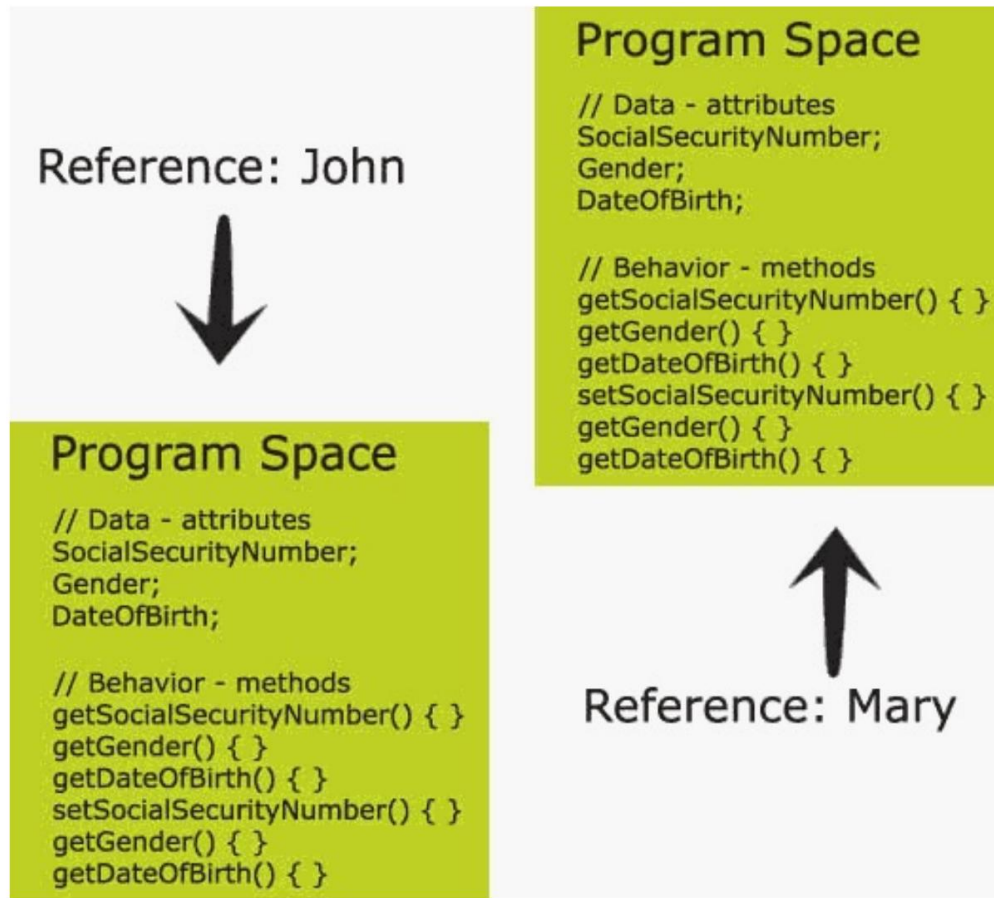 Reference: John
Program Space
// Data - attributes
SocialSecurityNumber;
Gender;
DateOfBirth;
// Behavior - methods
getSocialSecurityNumber() { }
getGender() { }
getDateOfBirth() { }
setSocialSecurityNumber() { }
getGender() { }
getDateOfBirth() { }
Program Space
// Data - attributes
SocialSecurityNumber;
Gender;
DateOfBirth;
// Behavior - methods
getSocialSecurityNumber() { }
getGender() { }
getDateOfBirth() { }
setSocialSecurityNumber() { }
getGender() { }
getDateOfBirth() { }
Reference: Mary